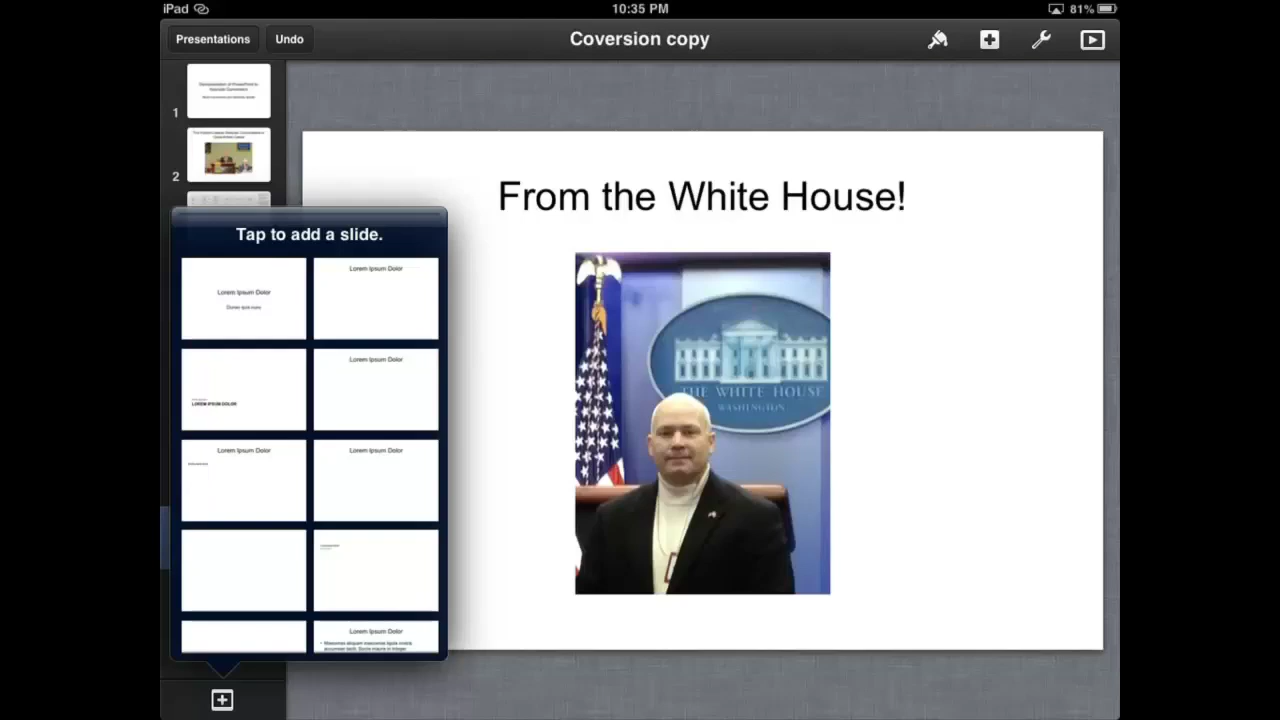 iPad
10:35 PM
81%
Presentations
Undo
Coversion copy
1
2
Tap to add a slide.
Lorem Ipsum Dolor
Lorem Ipsum Dolor
LOREM IPSUM DOLOR
Lorem Ipsum Dolor
Lorem Ipsum Dolor
Lorem Ipsum Dolor
Lorem Ipsum Dolor
From the White House!
THE WHITE HOUSE
WASHINGTON